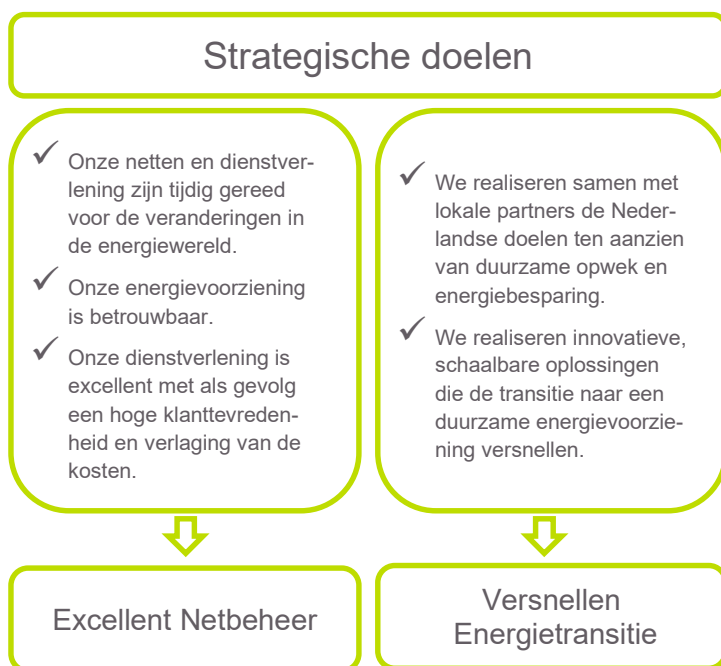 Strategische doelen
✓ Onze netten en dienstver-
lening zijn tijdig gereed
voor de veranderingen in
de energiewereld.
✓ Onze energievoorziening
is betrouwbaar.
✓ Onze dienstverlening is
excellent met als gevolg
een hoge klanttevreden-
heid en verlaging van de
kosten.
✓ We realiseren samen met
lokale partners de Neder-
landse doelen ten aanzien
van duurzame opwek en
energiebesparing.
✓ We realiseren innovatieve,
schaalbare oplossingen
die de transitie naar een
duurzame energievoorzie-
ning versnellen.
Excellent Netbeheer
Versnellen
Energietransitie